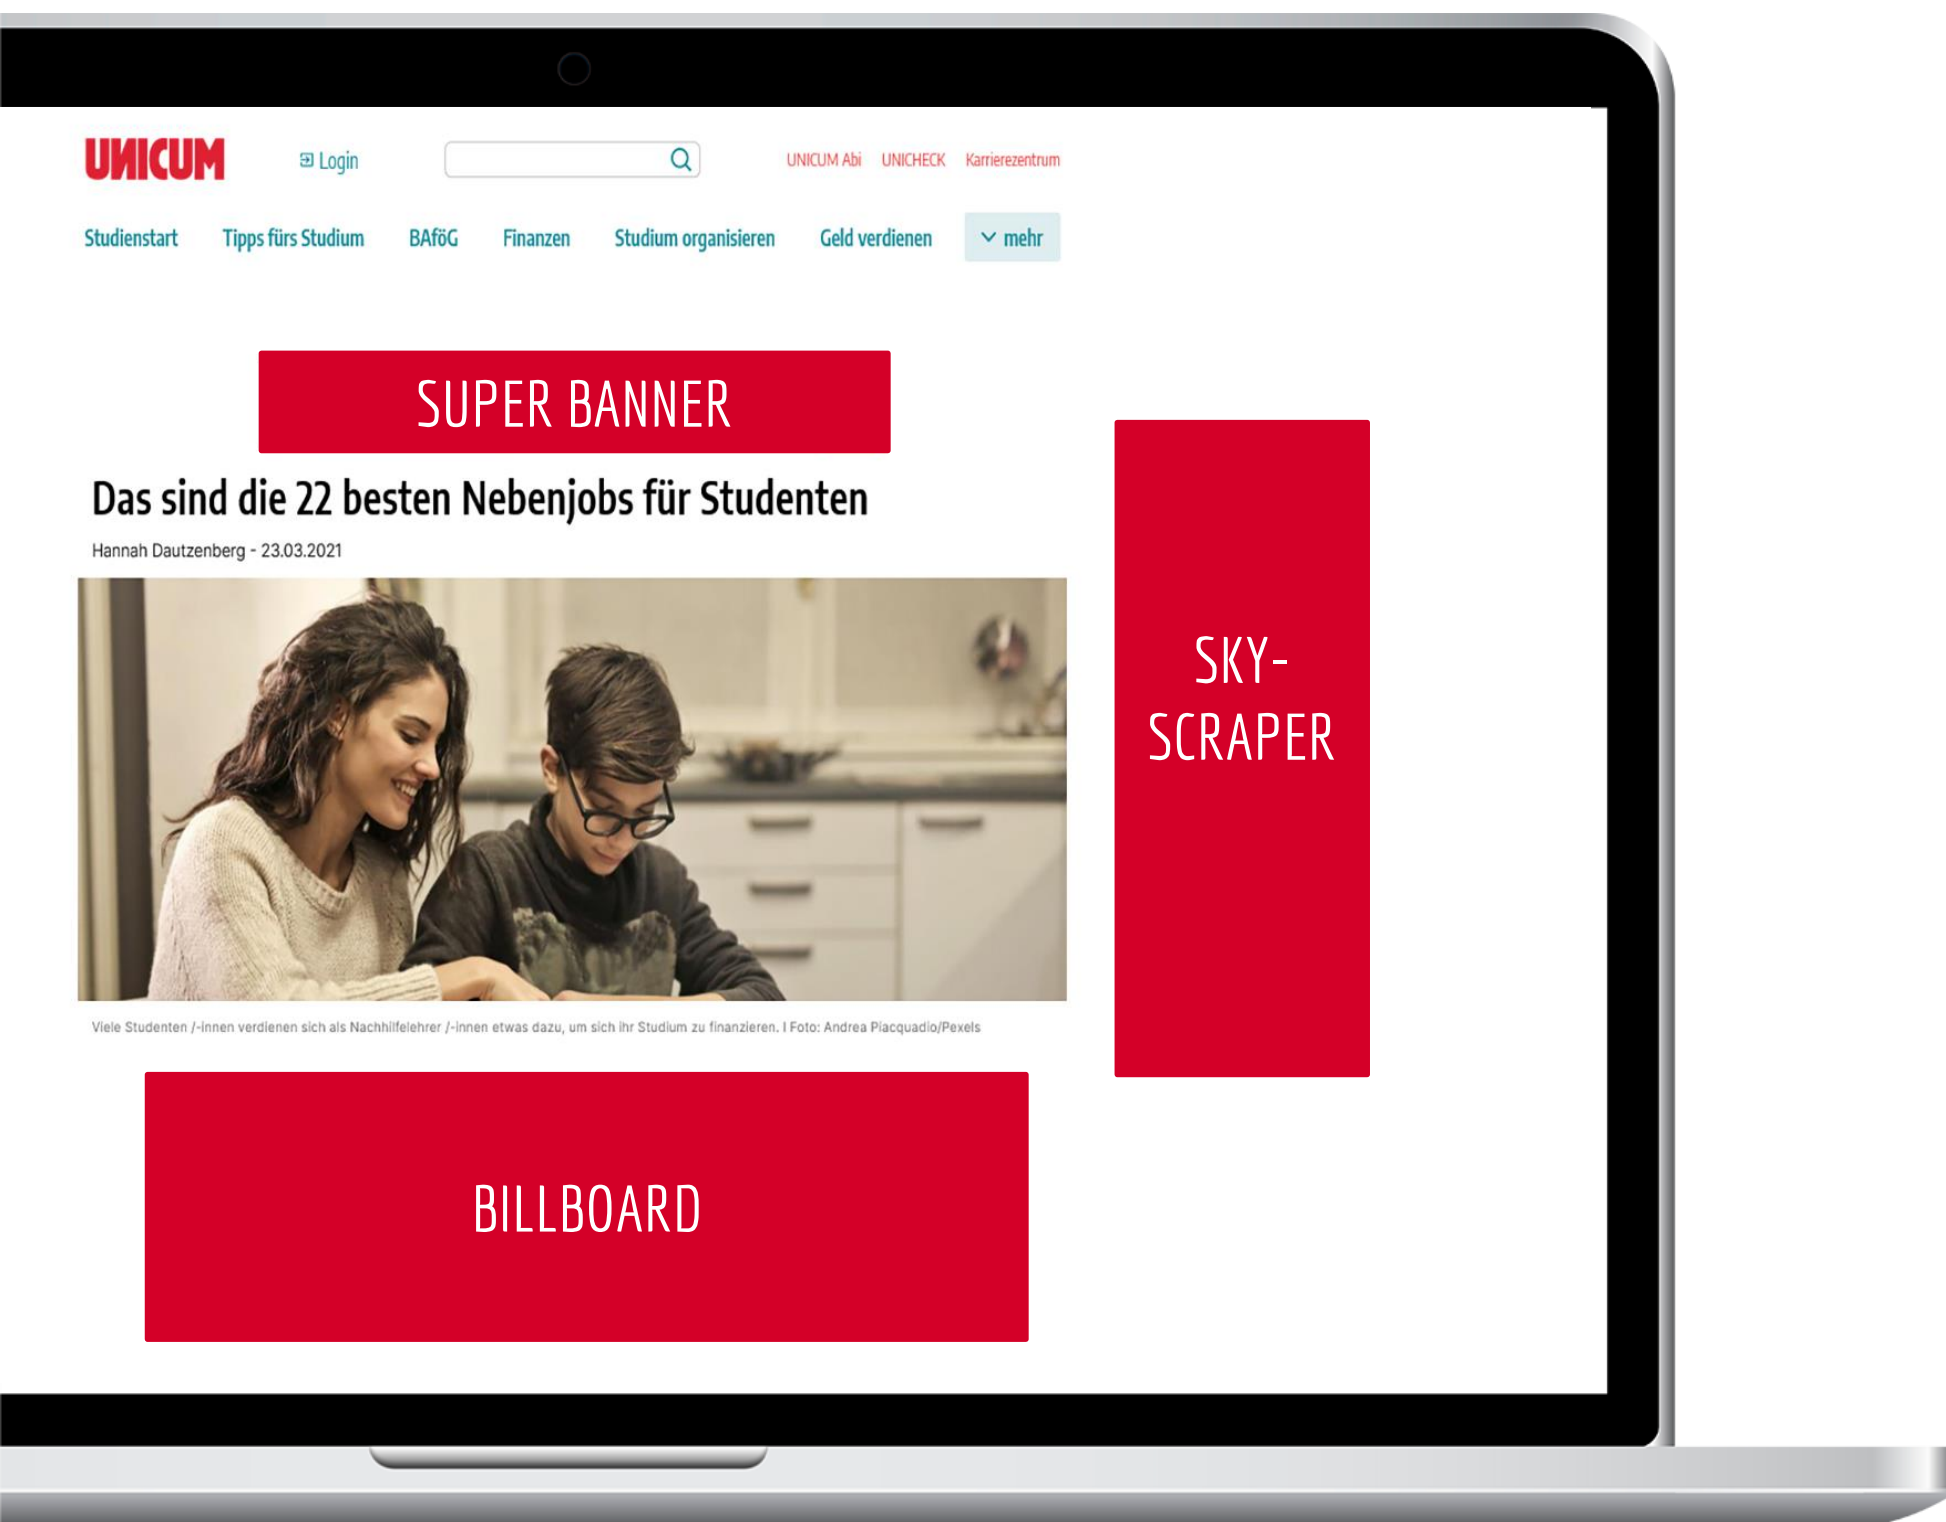 UNICUM
Login
UNICUM Abi UNICHECK Karrierezentrum
Studienstart Tipps fürs Studium BAföG Finanzen Studium organisieren Geld verdienen mehr
SUPER BANNER
Das sind die 22 besten Nebenjobs für Studenten
Hannah Dautzenberg - 23.03.2021
SKY-
SCRAPER
Viele Studenten /-innen verdienen sich als Nachhilfelehrer /-innen etwas dazu, um sich ihr Studium zu finanzieren. I Foto: Andrea Piacquadio/Pexels
BILLBOARD